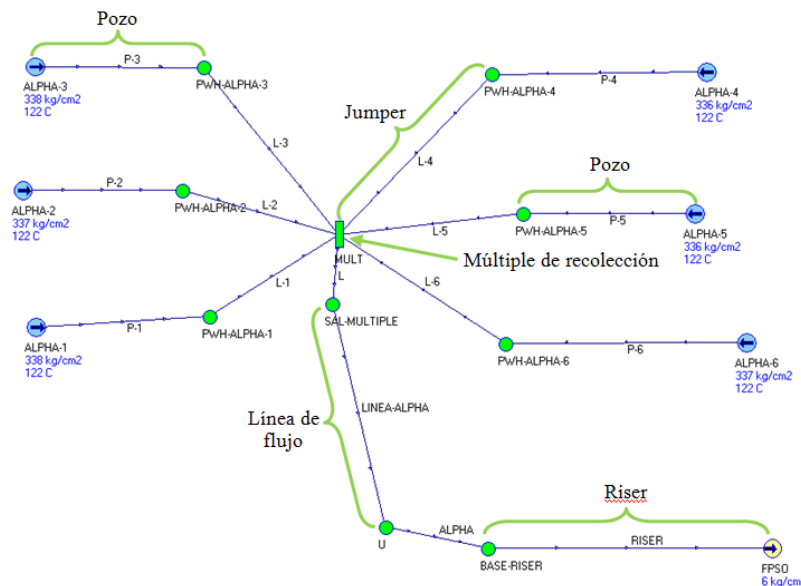 Pozo
P-3
ALPHA-3
338 kg/cm2
122 C
PWH-ALPHA-3
L-3
Jumper
PWH-ALPHA-4
P-4
ALPHA-4
336 kg/cm2
122 C
L-4
P-2
ALPHA-2
337 kg/cm2
122 C
PWH-ALPHA-2
L-2
Pozo
P-5
ALPHA-5
336 kg/cm2
122 C
PWH-ALPHA-5
L-5
MULT
Múltiple de recolección
L-1
L
L-6
P-1
ALPHA-1
338 kg/cm2
122 C
PWH-ALPHA-1
SAL-MULTIPLE
PWH-ALPHA-6
P-6
ALPHA-6
337 kg/cm2
122 C
Línea de
flujo
LINEA-ALPHA
U
ALPHA
BASE-RISER
Riser
RISER
FPSO
6 kg/cm